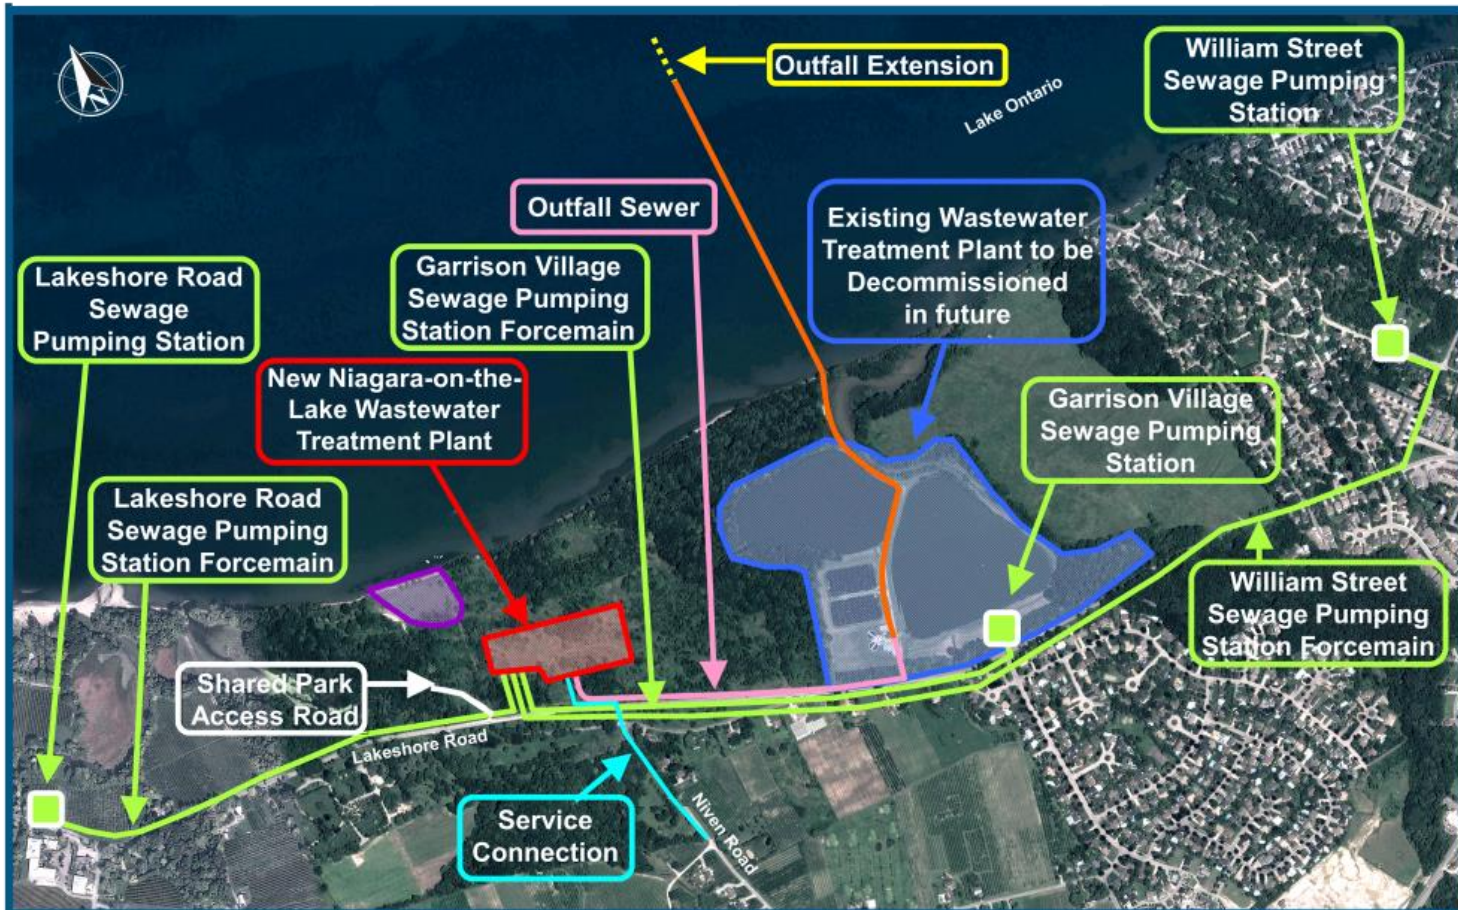 N
Outfall Extension
Lake Ontario
William Street
Sewage Pumping
Station
Outfall Sewer
Existing Wastewater
Treatment Plant to be
Decommissioned
in future
Garrison Village
Sewage Pumping
Station Forcemain
Lakeshore Road
Sewage
Pumping Station
New Niagara-on-the-
Lake Wastewater
Treatment Plant
Garrison Village
Sewage Pumping
Station
Lakeshore Road
Sewage Pumping
Station Forcemain
William Street
Sewage Pumping
Station Forcemain
Shared Park
Access Road
Lakeshore Road
Service
Connection
Niven Road